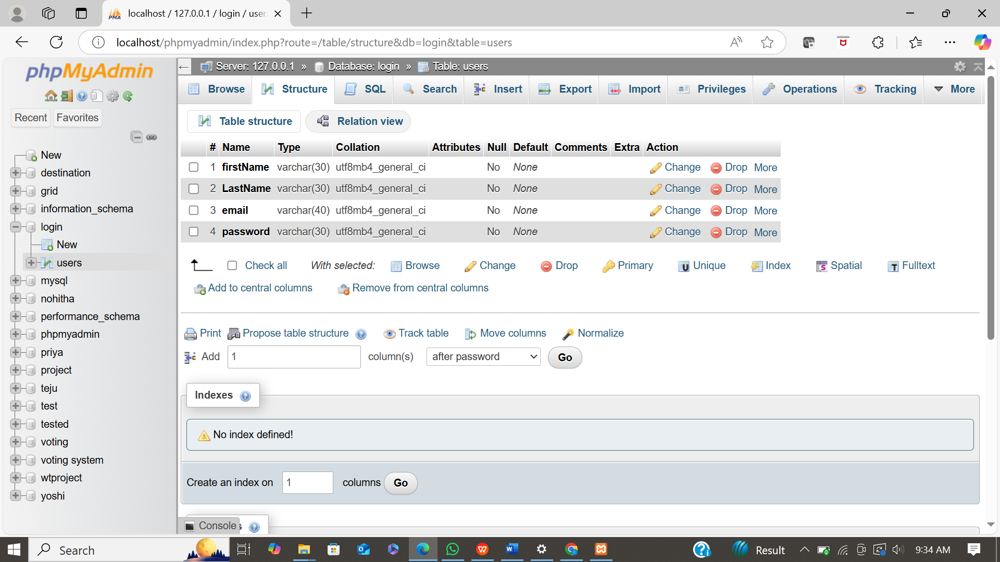 localhost / 127.0.0.1 / login / user
localhost/phpmyadmin/index.php?route=/table/structure&db=login&table=users
phpMyAdmin
Recent Favorites
New
destination
grid
information_schema
login
New
users
mysql
nohitha
performance_schema
phpmyadmin
priya
project
teju
test
tested
voting
voting system
wtproject
yoshi
Server: 127.0.0.1 » Database: login » Table: users
Browse Structure SQL Search Insert Export Import Privileges Operations Tracking More
Table structure Relation view
# Name Type Collation Attributes Null Default Comments Extra Action
1 firstName varchar(30) utf8mb4_general_ci No None Change Drop More
2 LastName varchar(30) utf8mb4_general_ci No None Change Drop More
3 email varchar(40) utf8mb4_general_ci No None Change Drop More
4 password varchar(30) utf8mb4_general_ci No None Change Drop More
Check all With selected: Browse Change Drop Primary Unique Index Spatial Fulltext
Add to central columns Remove from central columns
Print Propose table structure Track table Move columns Normalize
Add 1 column(s) after password Go
Indexes
No index defined!
Create an index on 1 columns Go
Console s
Search Result 9:34 AM